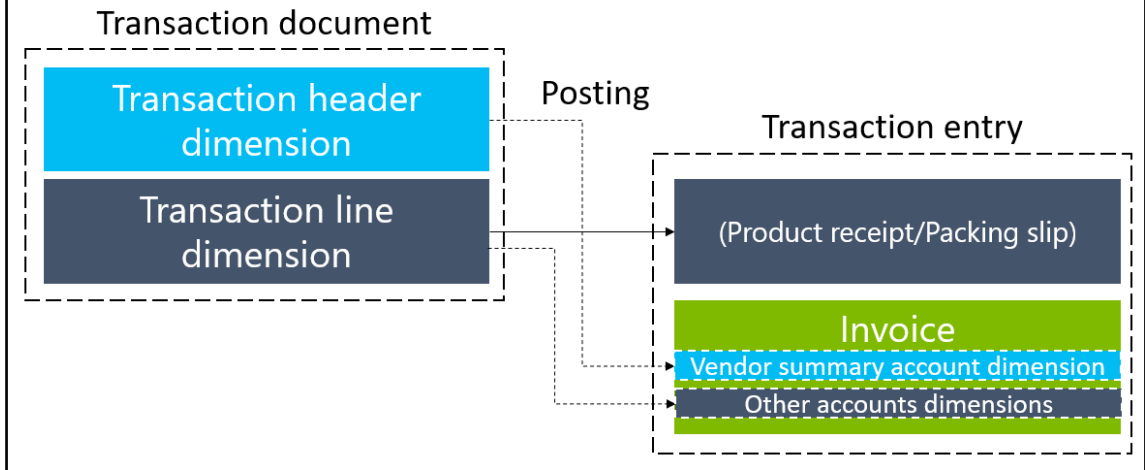 Transaction document
Transaction header
dimension
Transaction line
dimension
Posting
Transaction entry
(Product receipt/Packing slip)
Invoice
Vendor summary account dimension
Other accounts dimensions